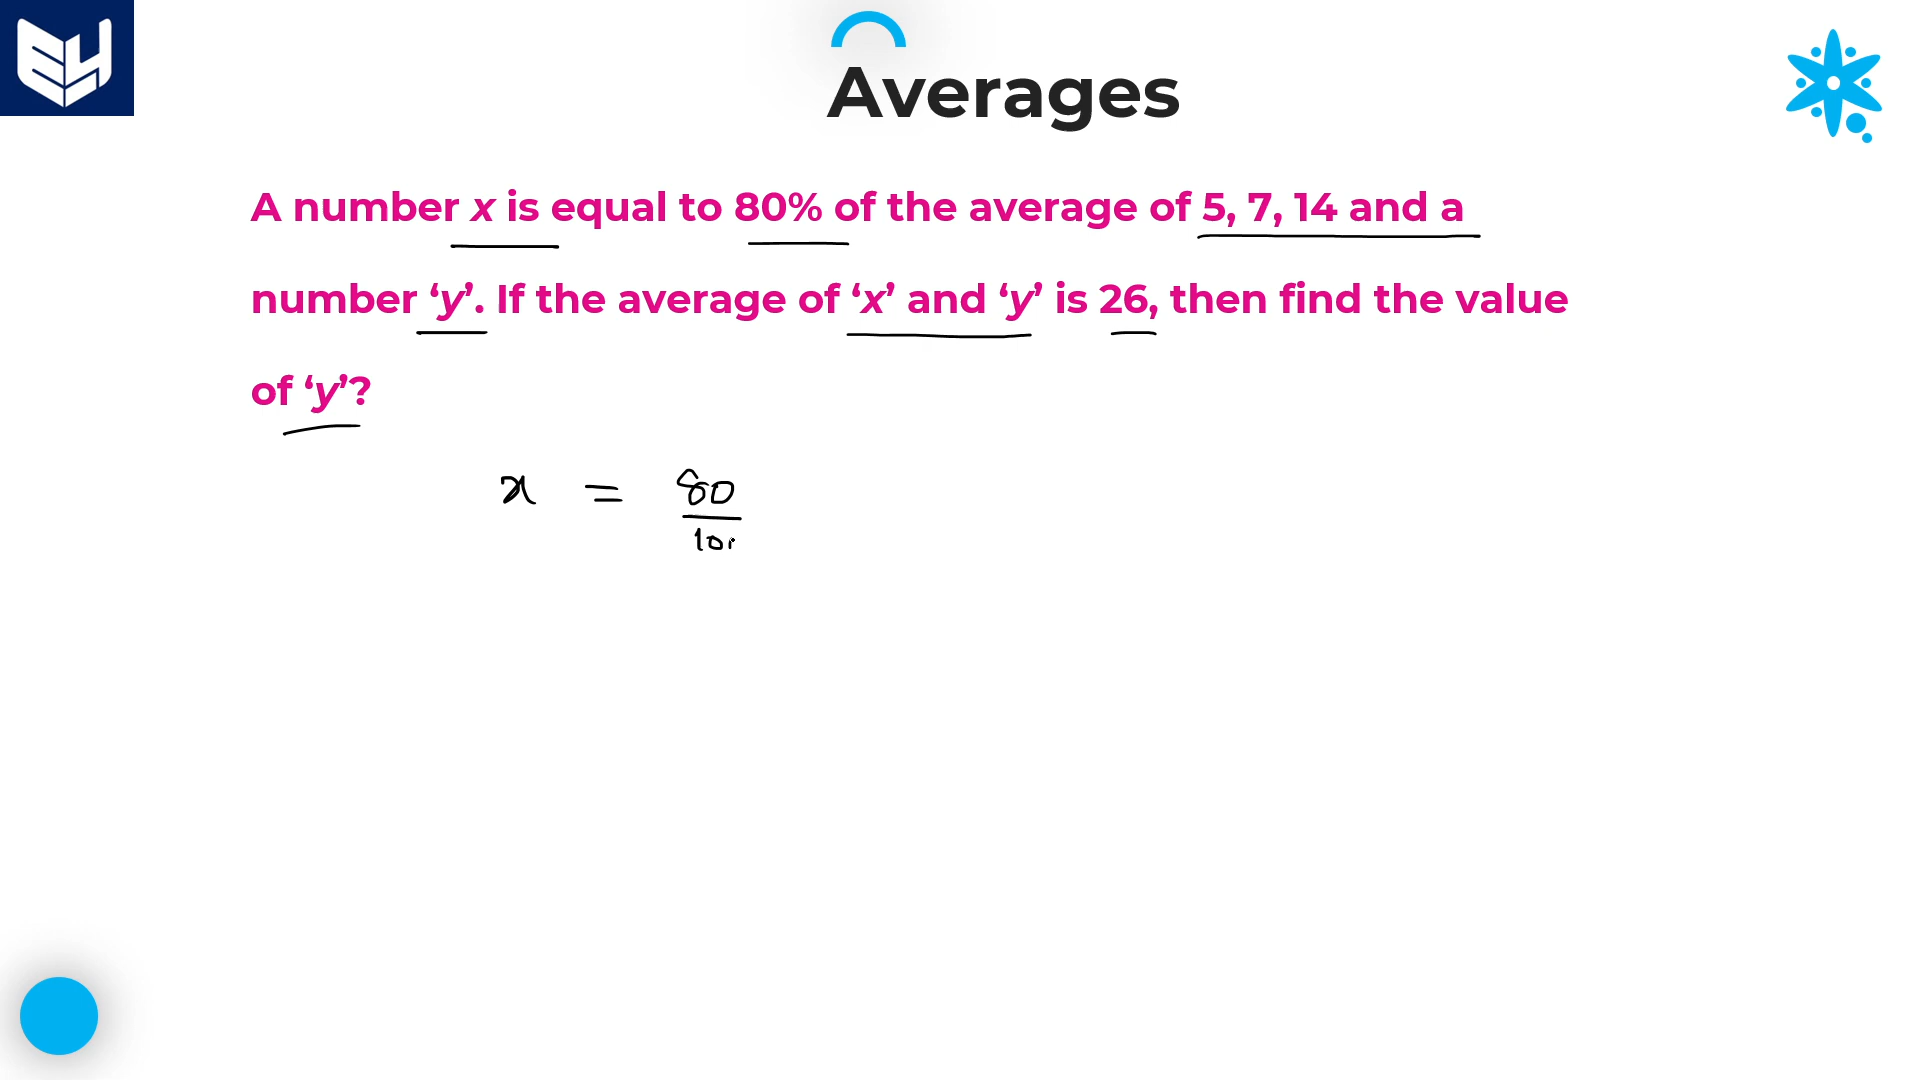 Averages
A number x is equal to 80% of the average of 5, 7, 14 and a
number ‘y’. If the average of ‘x’ and ‘y’ is 26, then find the value
of ‘y’?
x = 80
10